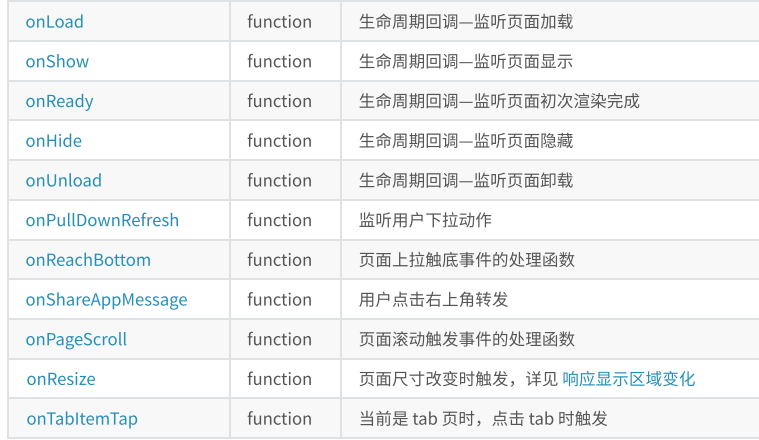 onLoad function 生命周期回调—监听页面加载
onShow function 生命周期回调—监听页面显示
onReady function 生命周期回调—监听页面初次渲染完成
onHide function 生命周期回调—监听页面隐藏
onUnload function 生命周期回调—监听页面卸载
onPullDownRefresh function 监听用户下拉动作
onReachBottom function 页面上拉触底事件的处理函数
onShareAppMessage function 用户点击右上角转发
onPageScroll function 页面滚动触发事件的处理函数
onResize function 页面尺寸改变时触发，详见 响应显示区域变化
onTabItemTap function 当前是 tab 页时，点击 tab 时触发